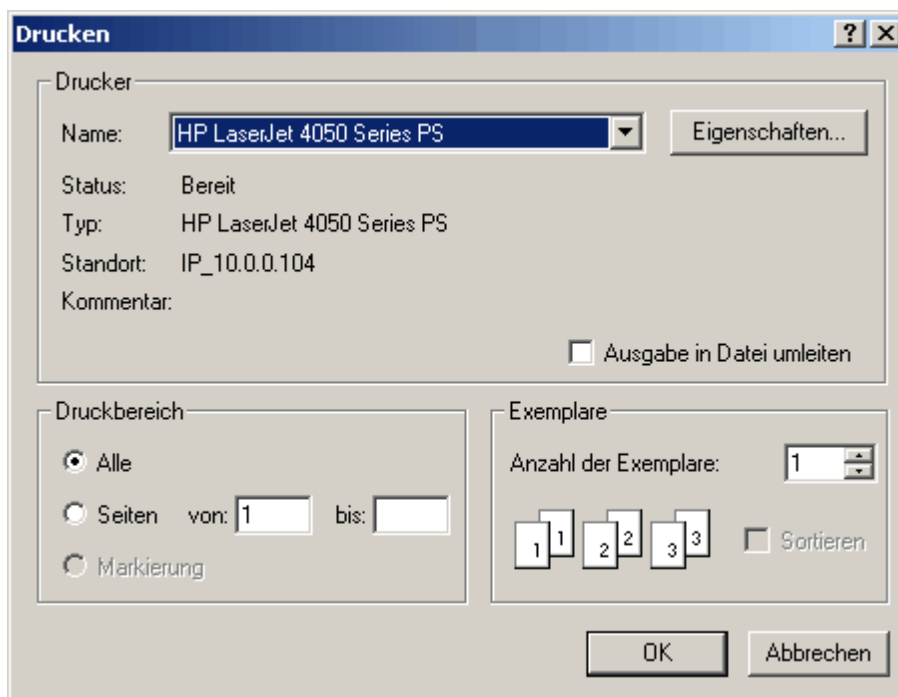 Drucken
Drucker
Name: HP LaserJet 4050 Series PS Eigenschaften...
Status: Bereit
Typ: HP LaserJet 4050 Series PS
Standort: IP_10.0.0.104
Kommentar:
Ausgabe in Datei umleiten
Druckbereich
Alle
Seiten von: 1 bis:
Markierung
Exemplare
Anzahl der Exemplare: 1
1 1 2 2 3 3 Sortieren
OK Abbrechen